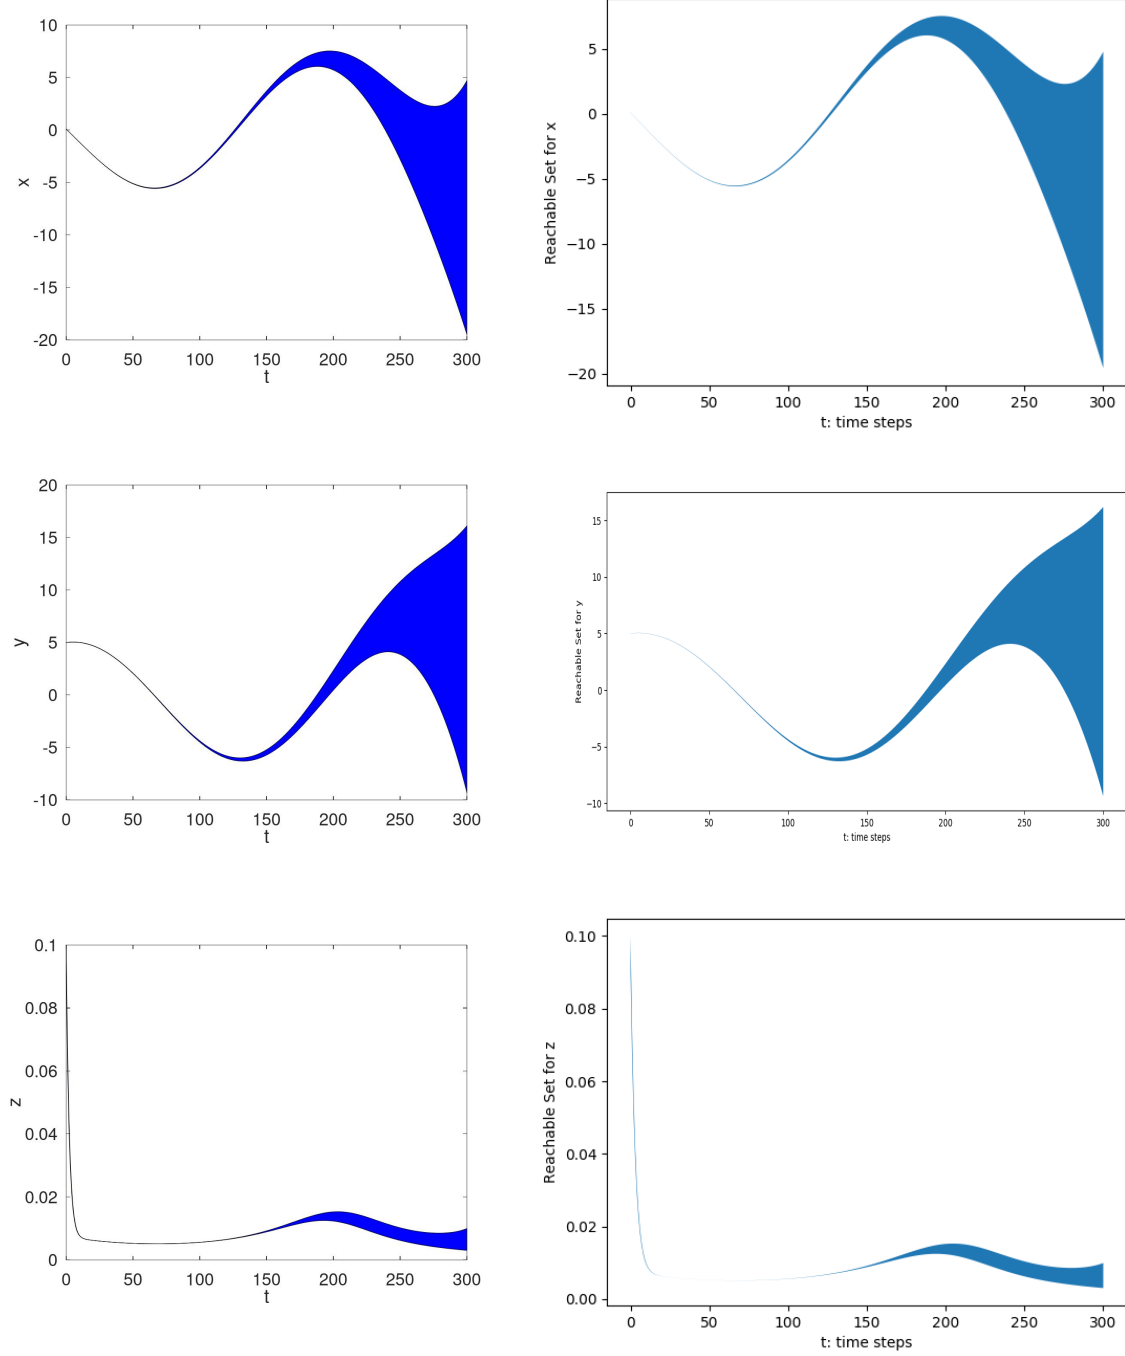 10
5
0
-5
-10
-15
-20
x
0 50 100 150 200 250 300
t
5
0
−5
−10
−15
−20
Reachable Set for x
0 50 100 150 200 250 300
t: time steps
20
15
10
5
0
-5
-10
y
0 50 100 150 200 250 300
t
15
10
5
0
−5
−10
Reachable Set for y
0 50 100 150 200 250 300
t: time steps
0.1
0.08
0.06
0.04
0.02
0
z
0 50 100 150 200 250 300
t
0.10
0.08
0.06
0.04
0.02
0.00
Reachable Set for z
0 50 100 150 200 250 300
t: time steps